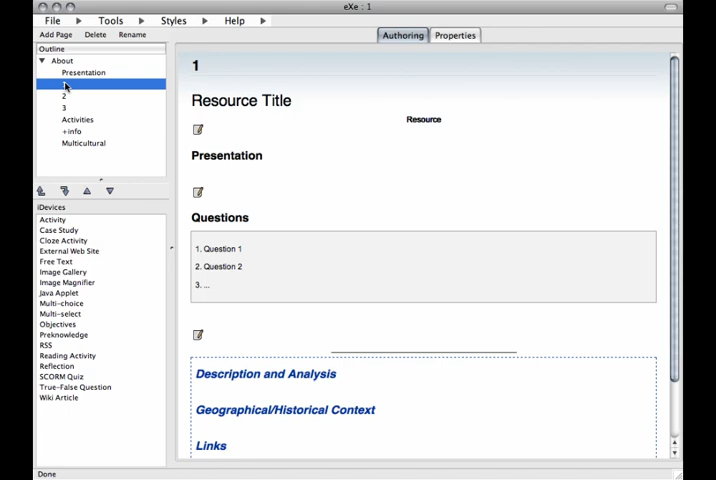 eXe : 1
File Tools Styles Help
Add Page Delete Rename
Authoring Properties
Outline
About
Presentation
2
3
Activities
+info
Multicultural
iDevices
Activity
Case Study
Cloze Activity
External Web Site
Free Text
Image Gallery
Image Magnifier
Java Applet
Multi-choice
Multi-select
Objectives
Preknowledge
RSS
Reading Activity
Reflection
SCORM Quiz
True-False Question
Wiki Article
1
Resource Title
Resource
Presentation
Questions
1. Question 1
2. Question 2
3. ...
Description and Analysis
Geographical/Historical Context
Links
Done